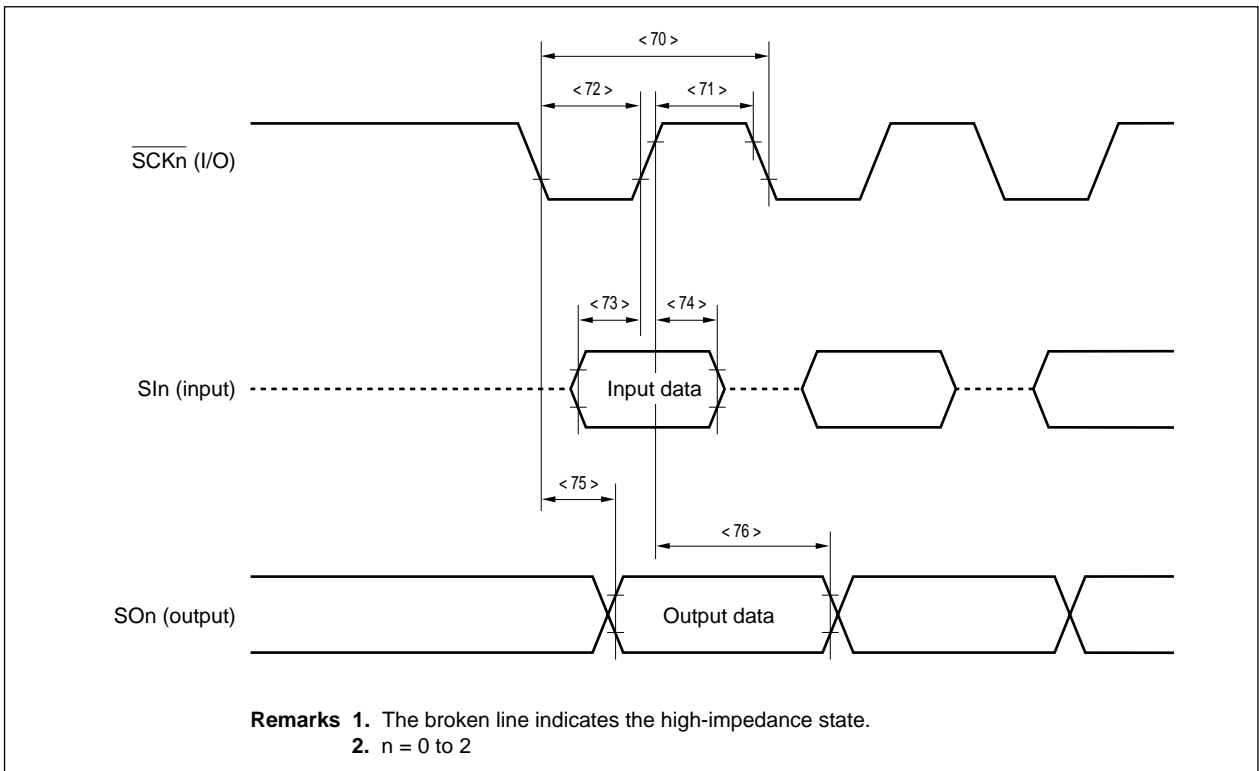 < 70 >
< 72 > < 71 >
S̅C̅K̅n̅ (I/O)
< 73 > < 74 >
SIn (input) Input data
< 75 >
< 76 >
SOn (output) Output data
Remarks 1. The broken line indicates the high-impedance state.
2. n = 0 to 2